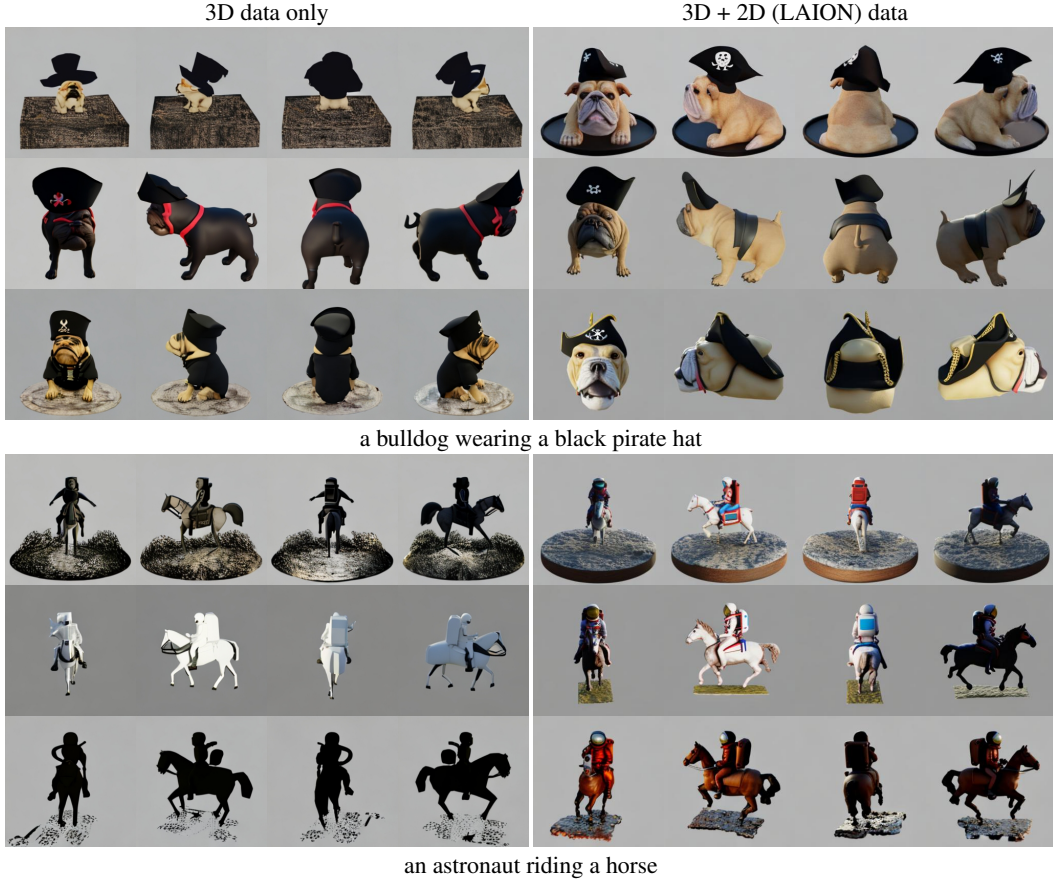 3D data only
3D + 2D (LAION) data
a bulldog wearing a black pirate hat
an astronaut riding a horse